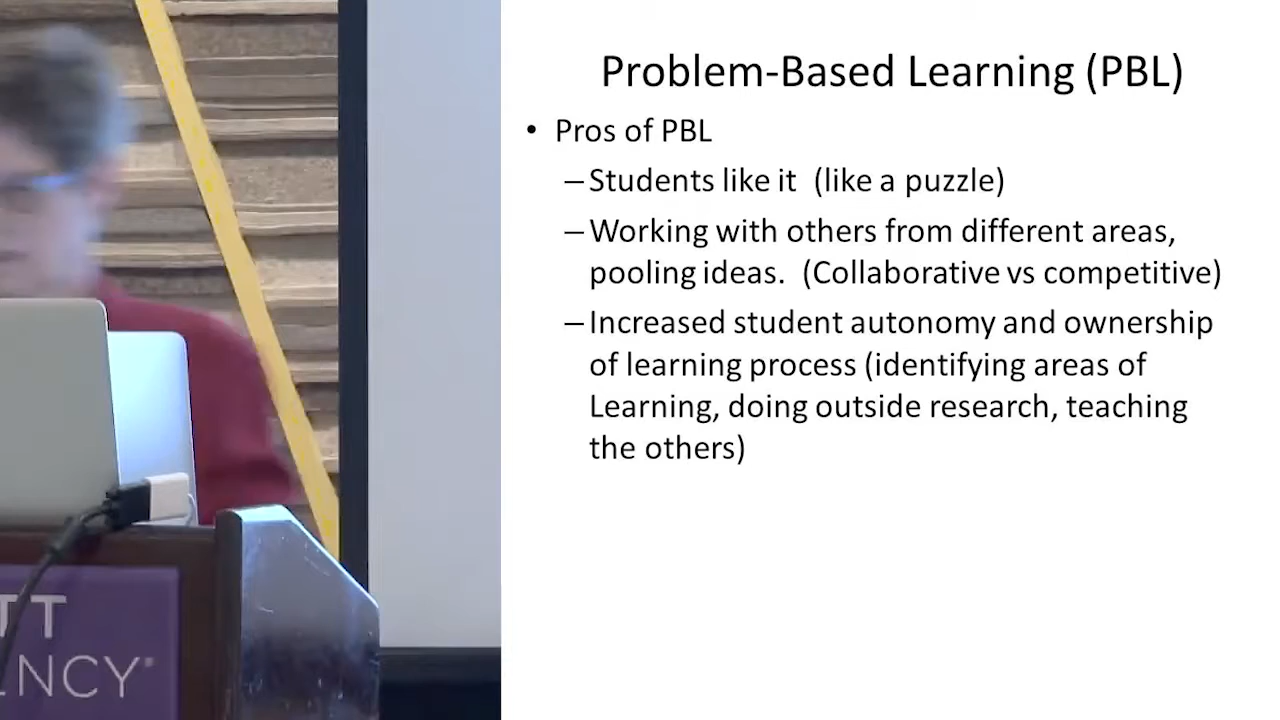 Problem-Based Learning (PBL)
• Pros of PBL
–Students like it (like a puzzle)
–Working with others from different areas,
pooling ideas. (Collaborative vs competitive)
–Increased student autonomy and ownership
of learning process (identifying areas of
Learning, doing outside research, teaching
the others)
TT
ENCY®